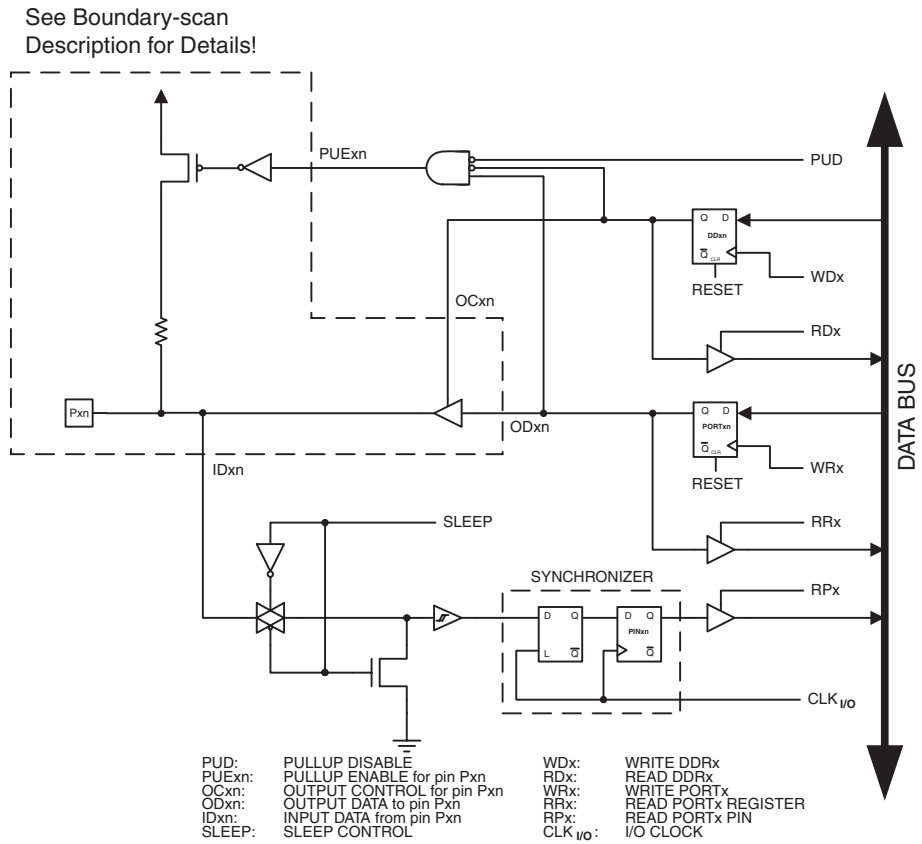 See Boundary-scan
Description for Details!
PUExn
PUD
Q D
DDxn
Q CLR
RESET
WDx
OCxn
RDx
Pxn
ODxn
Q D
PORTxn
Q CLR
RESET
WRx
IDxn
SLEEP
RRx
SYNCHRONIZER
RPx
D Q
L Q
D Q
PINxn
Q
CLK I/O
DATA BUS
PUD: PULLUP DISABLE
PUExn: PULLUP ENABLE for pin Pxn
OCxn: OUTPUT CONTROL for pin Pxn
ODxn: OUTPUT DATA to pin Pxn
IDxn: INPUT DATA from pin Pxn
SLEEP: SLEEP CONTROL
WDx: WRITE DDRx
RDx: READ DDRx
WRx: WRITE PORTx
RRx: READ PORTx REGISTER
RPx: READ PORTx PIN
CLK I/O: I/O CLOCK